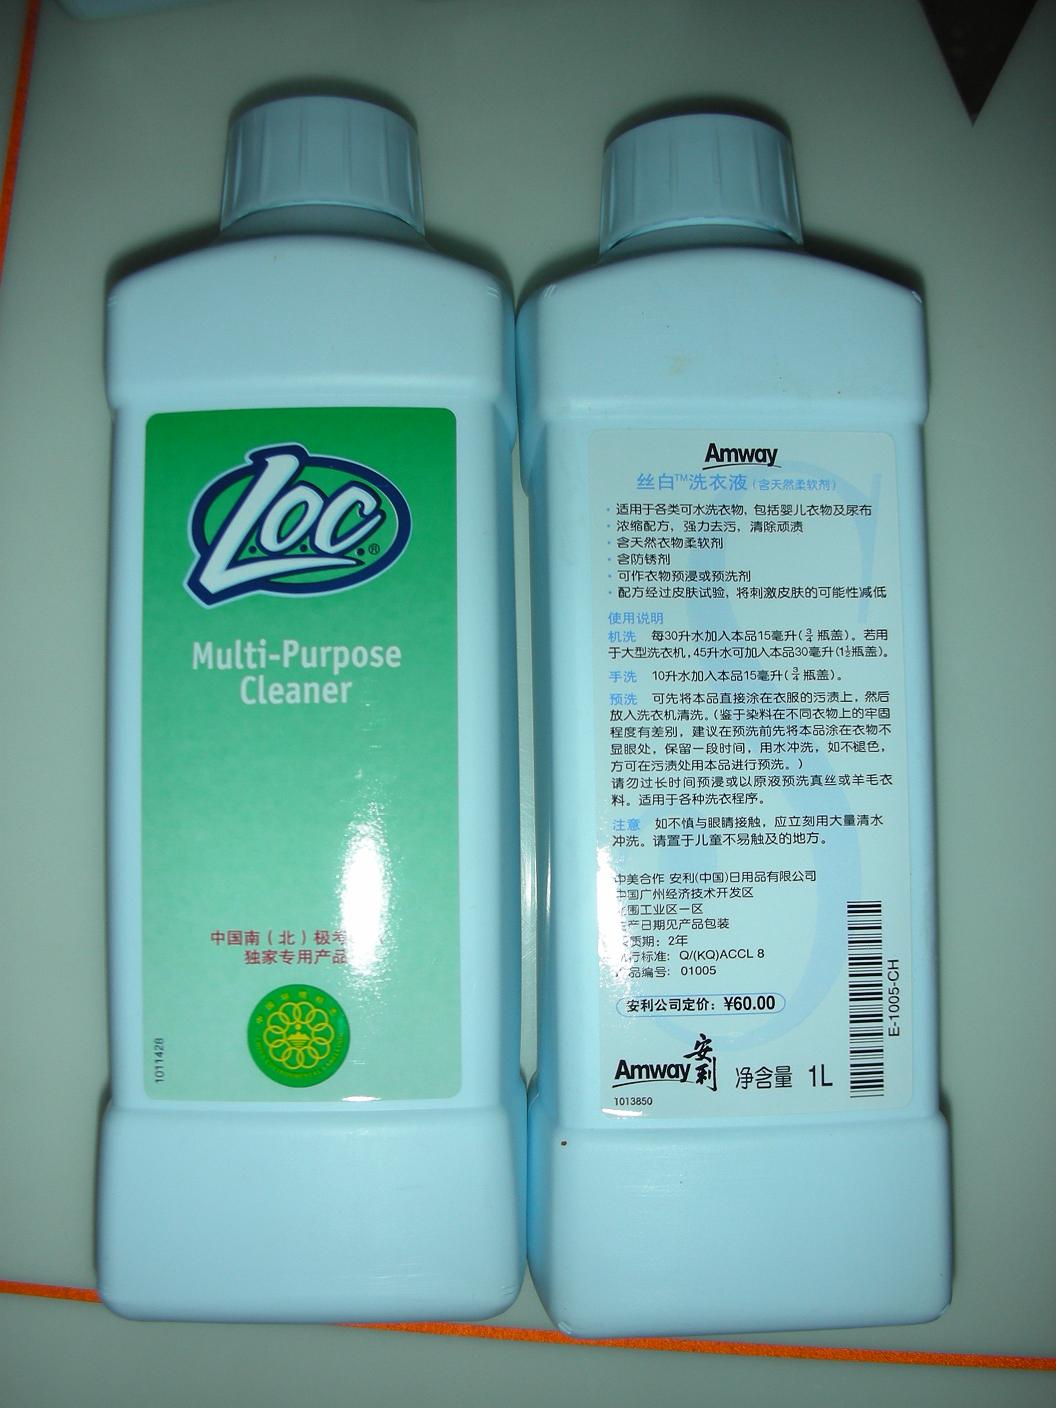 Loc®
Multi-Purpose
Cleaner
中国南（北）极考
独家专用产品
1011428
Amway
丝白™洗衣液（含天然柔软剂）
· 适用于各类可水洗衣物，包括婴儿衣物及尿布
· 浓缩配方，强力去污，清除顽渍
· 含天然衣物柔软剂
· 含防锈剂
· 可作衣物预浸或预洗剂
· 配方经过皮肤试验，将刺激皮肤的可能性减低
使用说明
机洗 每30升水加入本品15毫升(¾瓶盖)。若用
于大型洗衣机,45升水可加入本品30毫升(1½瓶盖)。
手洗 10升水加入本品15毫升(¾瓶盖)。
预洗 可先将本品直接涂在衣服的污渍上，然后
放入洗衣机清洗。(鉴于染料在不同衣物上的牢固
程度有差别，建议在预洗前先将本品涂在衣物不
显眼处，保留一段时间，用水冲洗，如不褪色，
方可在污渍处用本品进行预洗。)
请勿过长时间预浸或以原液预洗真丝或羊毛衣
料。适用于各种洗衣程序。
注意 如不慎与眼睛接触，应立刻用大量清水
冲洗。请置于儿童不易触及的地方。
中美合作 安利(中国)日用品有限公司
中国广州经济技术开发区
北围工业区一区
生产日期见产品包装
保质期：2年
执行标准：Q/(KQ)ACCL 8
产品编号：01005
安利公司定价：¥60.00
Amway安利 净含量 1L
1013850
E-1005-CH